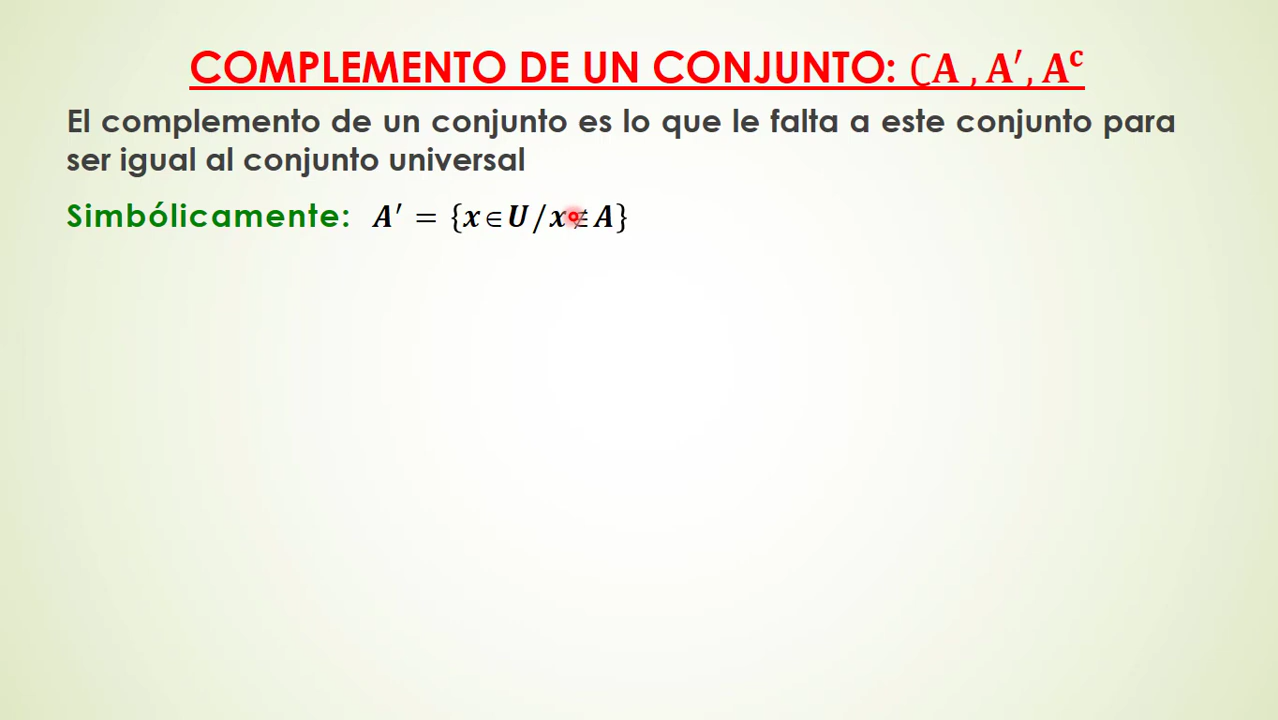 COMPLEMENTO DE UN CONJUNTO: ∁A , A′, Aᶜ
El complemento de un conjunto es lo que le falta a este conjunto para
ser igual al conjunto universal
Simbólicamente: A′ = {x∈U/x∉A}